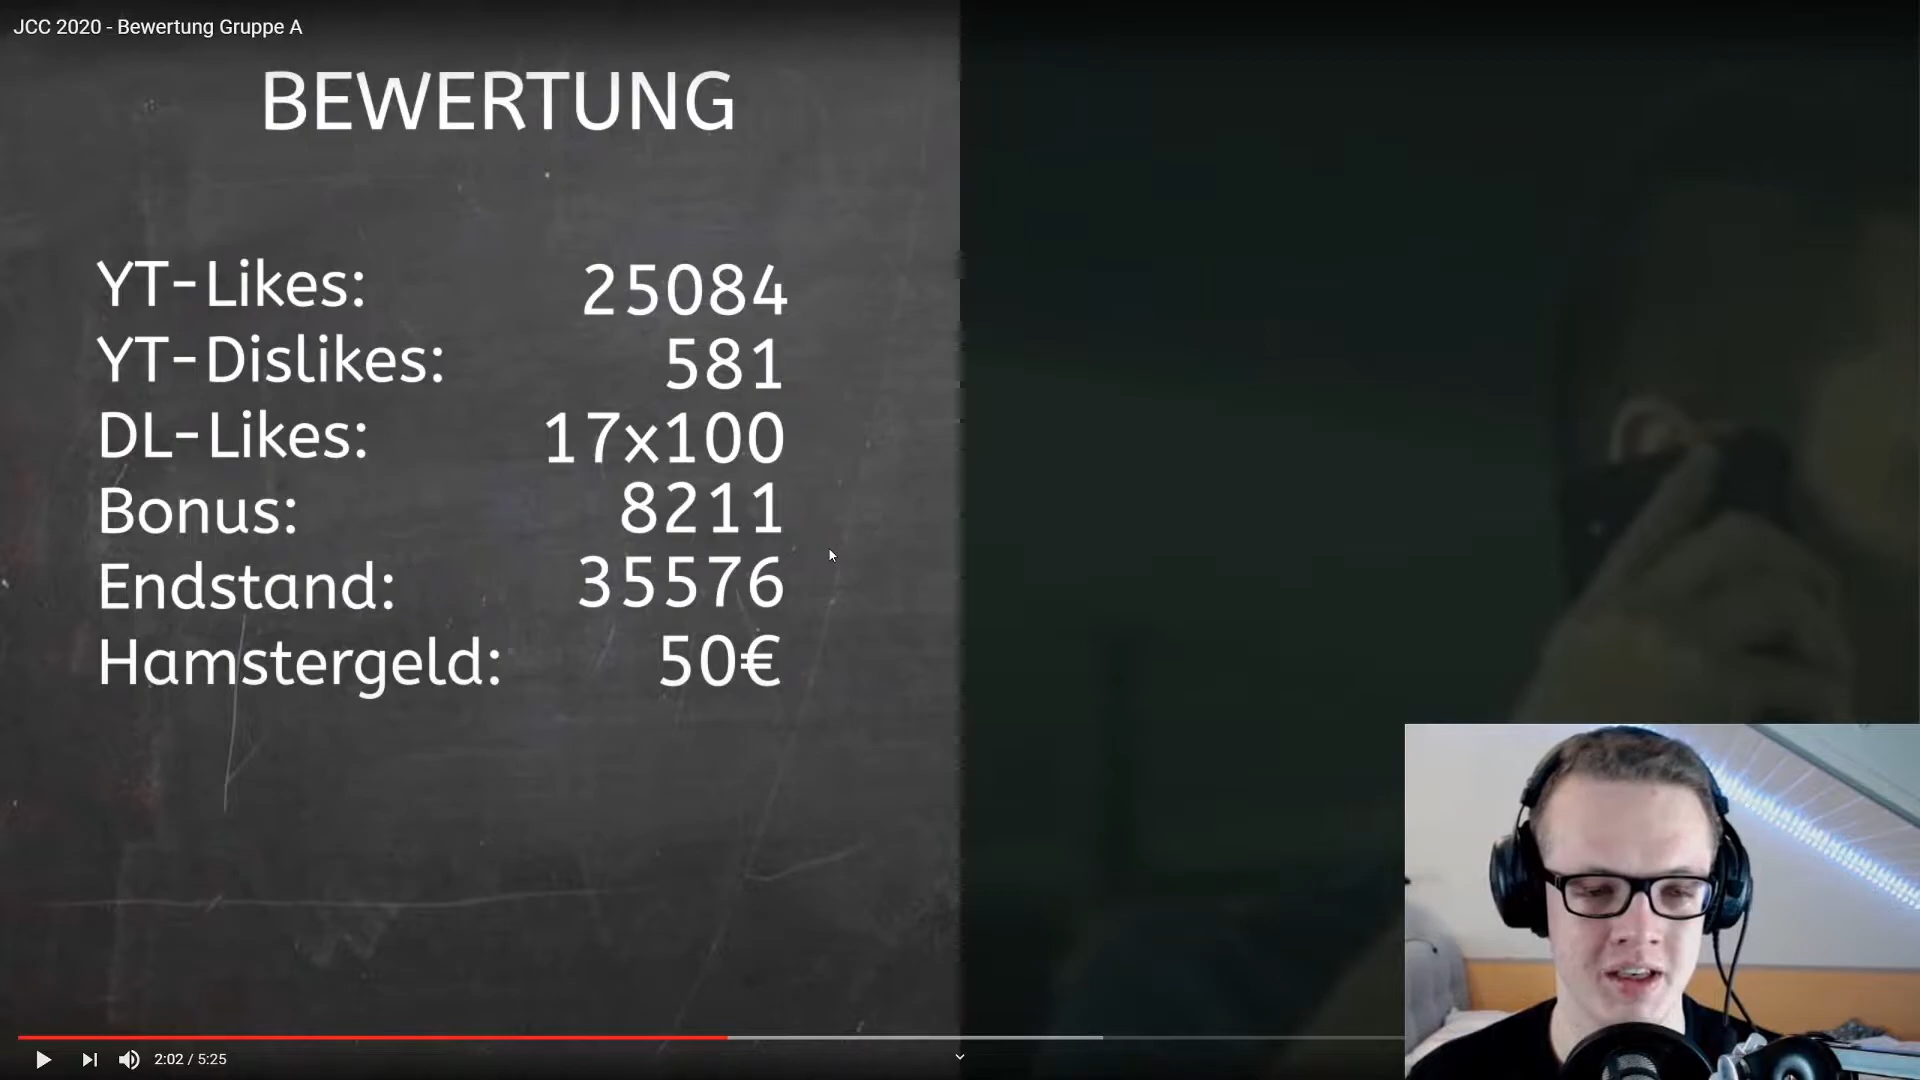 JCC 2020 - Bewertung Gruppe A
BEWERTUNG
YT-Likes: 25084
YT-Dislikes: 581
DL-Likes: 17x100
Bonus: 8211
Endstand: 35576
Hamstergeld: 50€
2:02 / 5:25